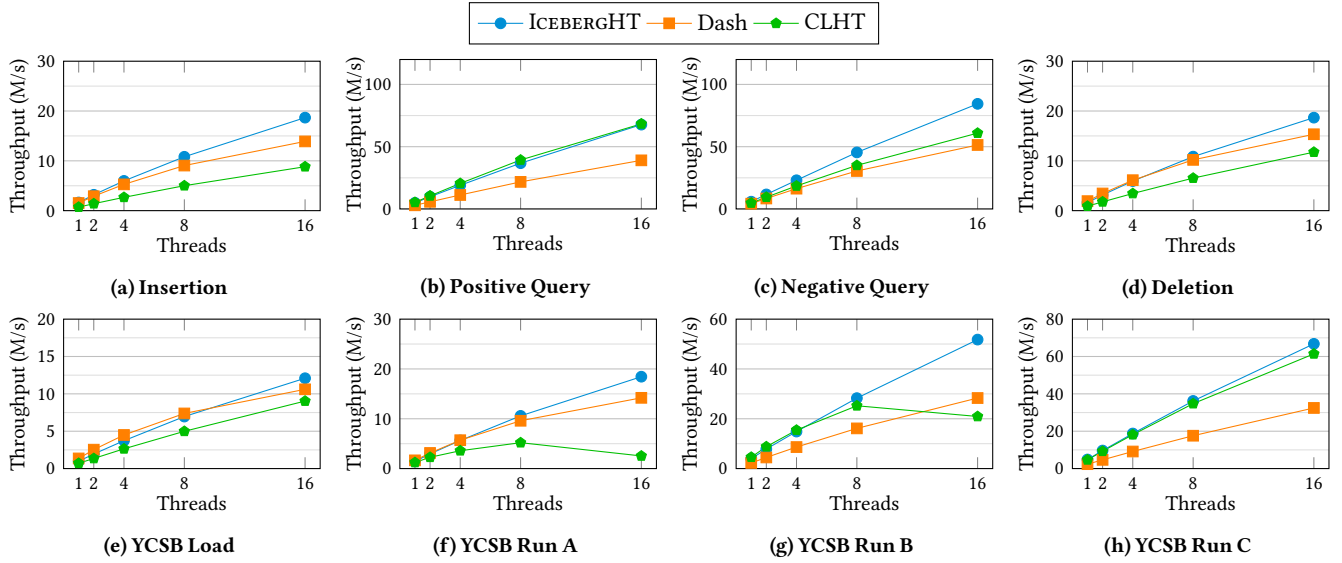 ICEBERGHT Dash CLHT
Throughput (M/s)
30
20
10
0
1 2 4 8 16
Threads
(a) Insertion
Throughput (M/s)
100
50
0
1 2 4 8 16
Threads
(b) Positive Query
Throughput (M/s)
100
50
0
1 2 4 8 16
Threads
(c) Negative Query
Throughput (M/s)
30
20
10
0
1 2 4 8 16
Threads
(d) Deletion
Throughput (M/s)
20
15
10
5
0
1 2 4 8 16
Threads
(e) YCSB Load
Throughput (M/s)
30
20
10
0
1 2 4 8 16
Threads
(f) YCSB Run A
Throughput (M/s)
60
40
20
0
1 2 4 8 16
Threads
(g) YCSB Run B
Throughput (M/s)
80
60
40
20
0
1 2 4 8 16
Threads
(h) YCSB Run C